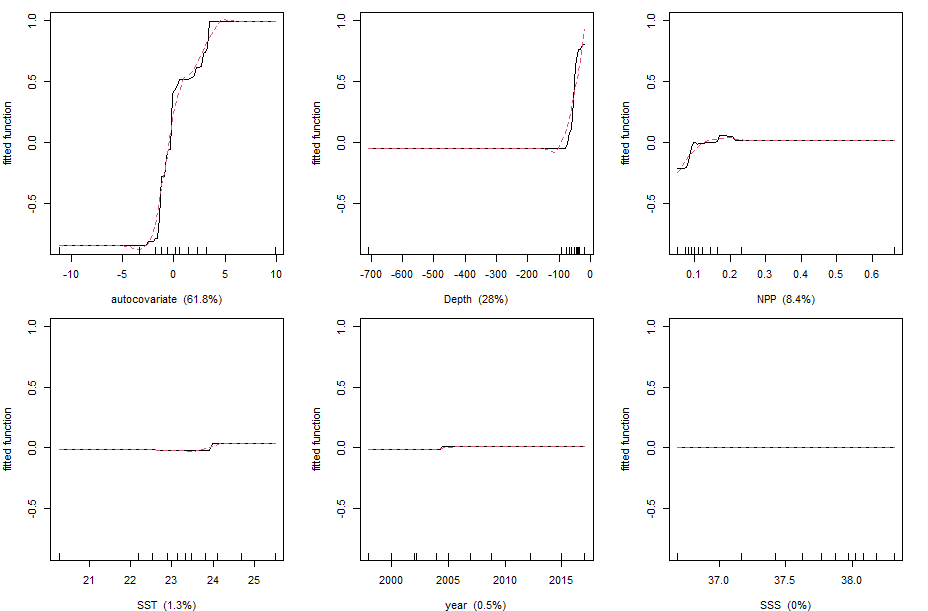 1.0
0.5
0.0
-0.5
fitted function
-10 -5 0 5 10
autocovariate (61.8%)
1.0
0.5
0.0
-0.5
fitted function
-700 -600 -500 -400 -300 -200 -100 0
Depth (28%)
1.0
0.5
0.0
-0.5
fitted function
0.1 0.2 0.3 0.4 0.5 0.6
NPP (8.4%)
1.0
0.5
0.0
-0.5
fitted function
21 22 23 24 25
SST (1.3%)
1.0
0.5
0.0
-0.5
fitted function
2000 2005 2010 2015
year (0.5%)
1.0
0.5
0.0
-0.5
fitted function
37.0 37.5 38.0
SSS (0%)